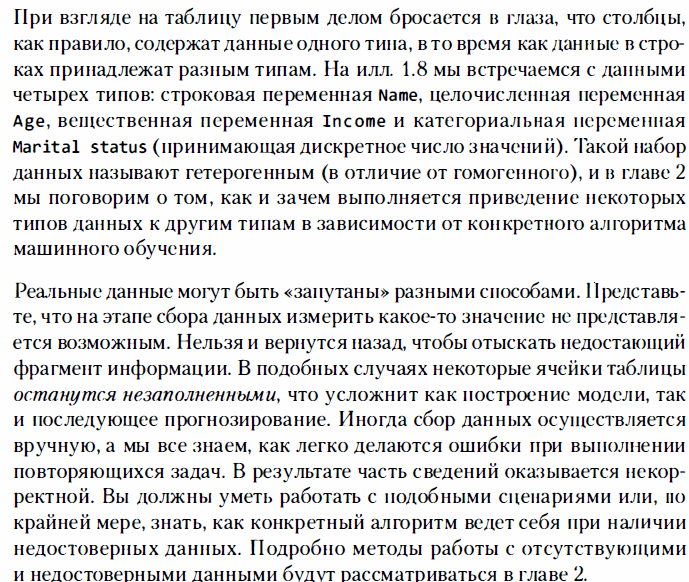 При взгляде на таблицу первым делом бросается в глаза, что столбцы,
как правило, содержат данные одного типа, в то время как данные в стро-
ках принадлежат разным типам. На илл. 1.8 мы встречаемся с данными
четырех типов: строковая переменная Name, целочисленная переменная
Age, вещественная переменная Income и категориальная переменная
Marital status (принимающая дискретное число значений). Такой набор
данных называют гетерогенным (в отличие от гомогенного), и в главе 2
мы поговорим о том, как и зачем выполняется приведение некоторых
типов данных к другим типам в зависимости от конкретного алгоритма
машинного обучения.
Реальные данные могут быть «запутаны» разными способами. Представь-
те, что на этапе сбора данных измерить какое-то значение не представля-
ется возможным. Нельзя и вернутся назад, чтобы отыскать недостающий
фрагмент информации. В подобных случаях некоторые ячейки таблицы
останутся незаполненными, что усложнит как построение модели, так
и последующее прогнозирование. Иногда сбор данных осуществляется
вручную, а мы все знаем, как легко делаются ошибки при выполнении
повторяющихся задач. В результате часть сведений оказывается некор-
ректной. Вы должны уметь работать с подобными сценариями или, по
крайней мере, знать, как конкретный алгоритм ведет себя при наличии
недостоверных данных. Подробно методы работы с отсутствующими
и недостоверными данными будут рассматриваться в главе 2.